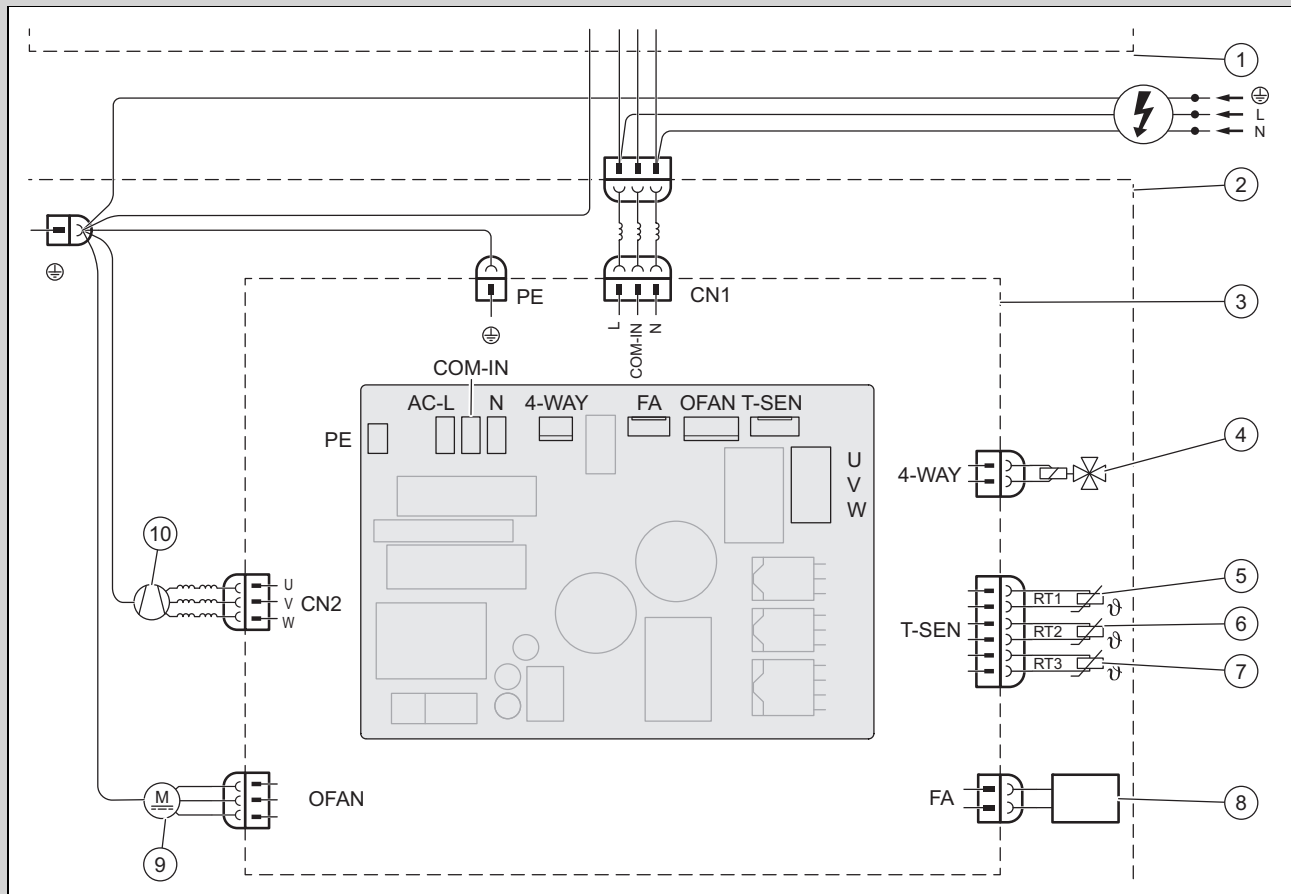 1
L
N
2
PE
CN1
3
L
COM-IN
N
COM-IN
AC-L N 4-WAY FA OFAN T-SEN
PE
U
V
W
4-WAY
4
10
U
V
W
CN2
T-SEN
RT1 ϑ
5
RT2 ϑ
6
RT3 ϑ
7
M
OFAN
FA
8
9